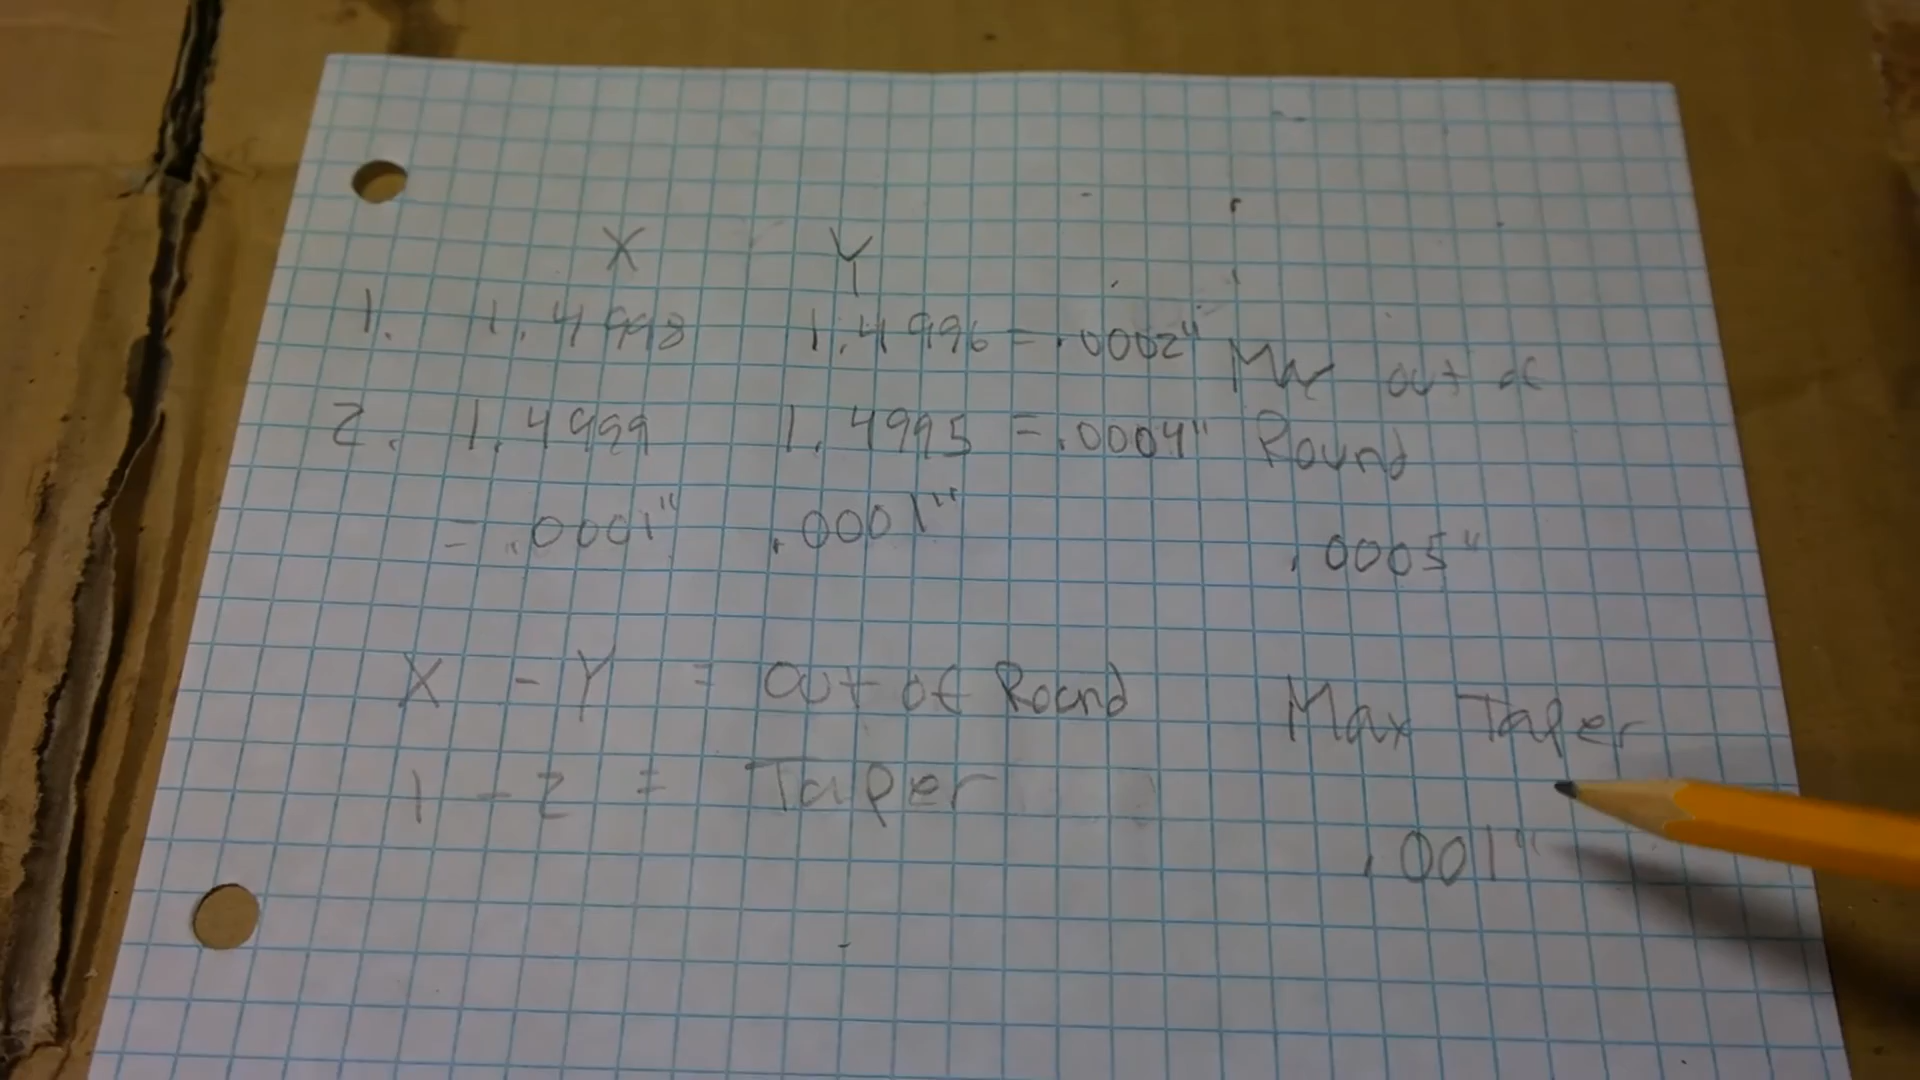 X Y
1. 1.4998 1.4996 = .0002" Max out of
2. 1.4999 1.4995 = .0004" Round
= .0001" .0001"
.0005"
X - Y = Out of Round
Max Taper
1 - 2 = Taper
.001"